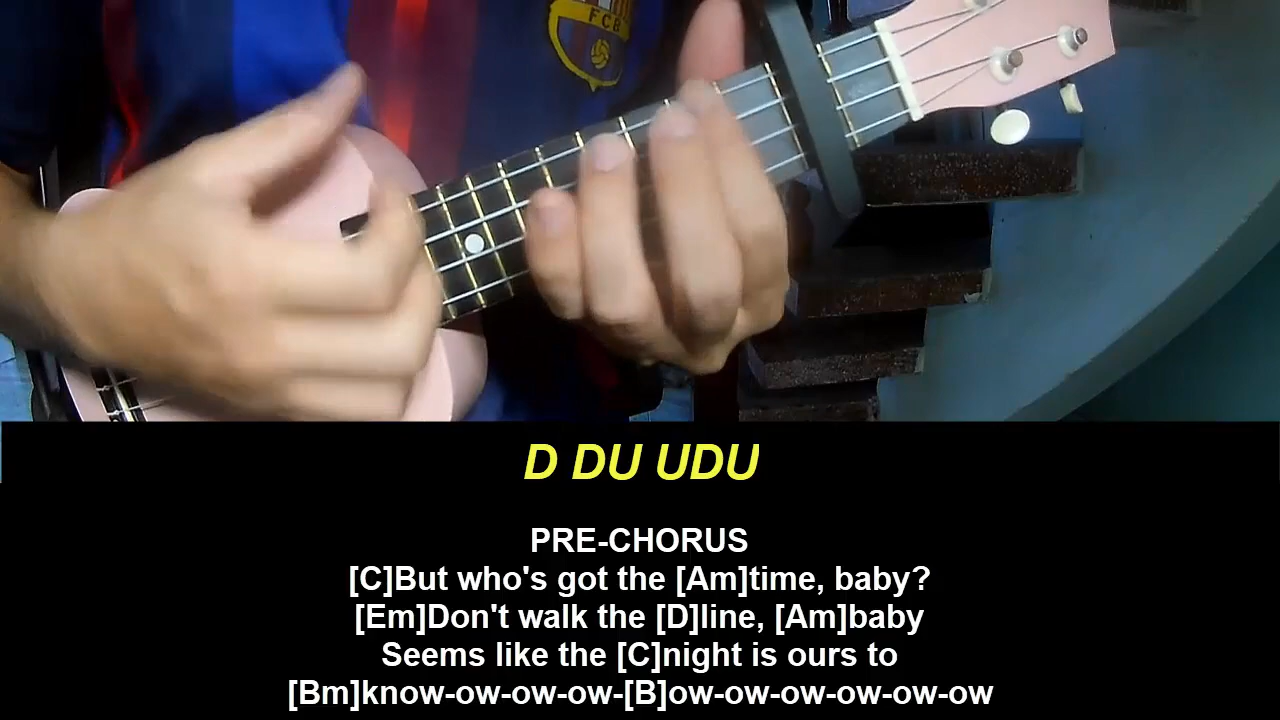 FCB
D DU UDU
PRE-CHORUS
[C]But who's got the [Am]time, baby?
[Em]Don't walk the [D]line, [Am]baby
Seems like the [C]night is ours to
[Bm]know-ow-ow-ow-[B]ow-ow-ow-ow-ow-ow